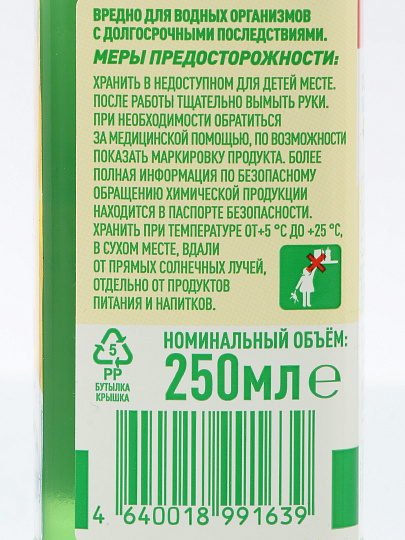 ВРЕДНО ДЛЯ ВОДНЫХ ОРГАНИЗМОВ
С ДОЛГОСРОЧНЫМИ ПОСЛЕДСТВИЯМИ.
МЕРЫ ПРЕДОСТОРОЖНОСТИ:
ХРАНИТЬ В НЕДОСТУПНОМ ДЛЯ ДЕТЕЙ МЕСТЕ.
ПОСЛЕ РАБОТЫ ТЩАТЕЛЬНО ВЫМЫТЬ РУКИ.
ПРИ НЕОБХОДИМОСТИ ОБРАТИТЬСЯ
ЗА МЕДИЦИНСКОЙ ПОМОЩЬЮ, ПО ВОЗМОЖНОСТИ
ПОКАЗАТЬ МАРКИРОВКУ ПРОДУКТА. БОЛЕЕ
ПОЛНАЯ ИНФОРМАЦИЯ ПО БЕЗОПАСНОМУ
ОБРАЩЕНИЮ ХИМИЧЕСКОЙ ПРОДУКЦИИ
НАХОДИТСЯ В ПАСПОРТЕ БЕЗОПАСНОСТИ.
ХРАНИТЬ ПРИ ТЕМПЕРАТУРЕ ОТ+5 °С ДО +25 °С,
В СУХОМ МЕСТЕ, ВДАЛИ
ОТ ПРЯМЫХ СОЛНЕЧНЫХ ЛУЧЕЙ,
ОТДЕЛЬНО ОТ ПРОДУКТОВ
ПИТАНИЯ И НАПИТКОВ.
5
PP
БУТЫЛКА
КРЫШКА
НОМИНАЛЬНЫЙ ОБЪЁМ:
250МЛ℮
4 640018 991639